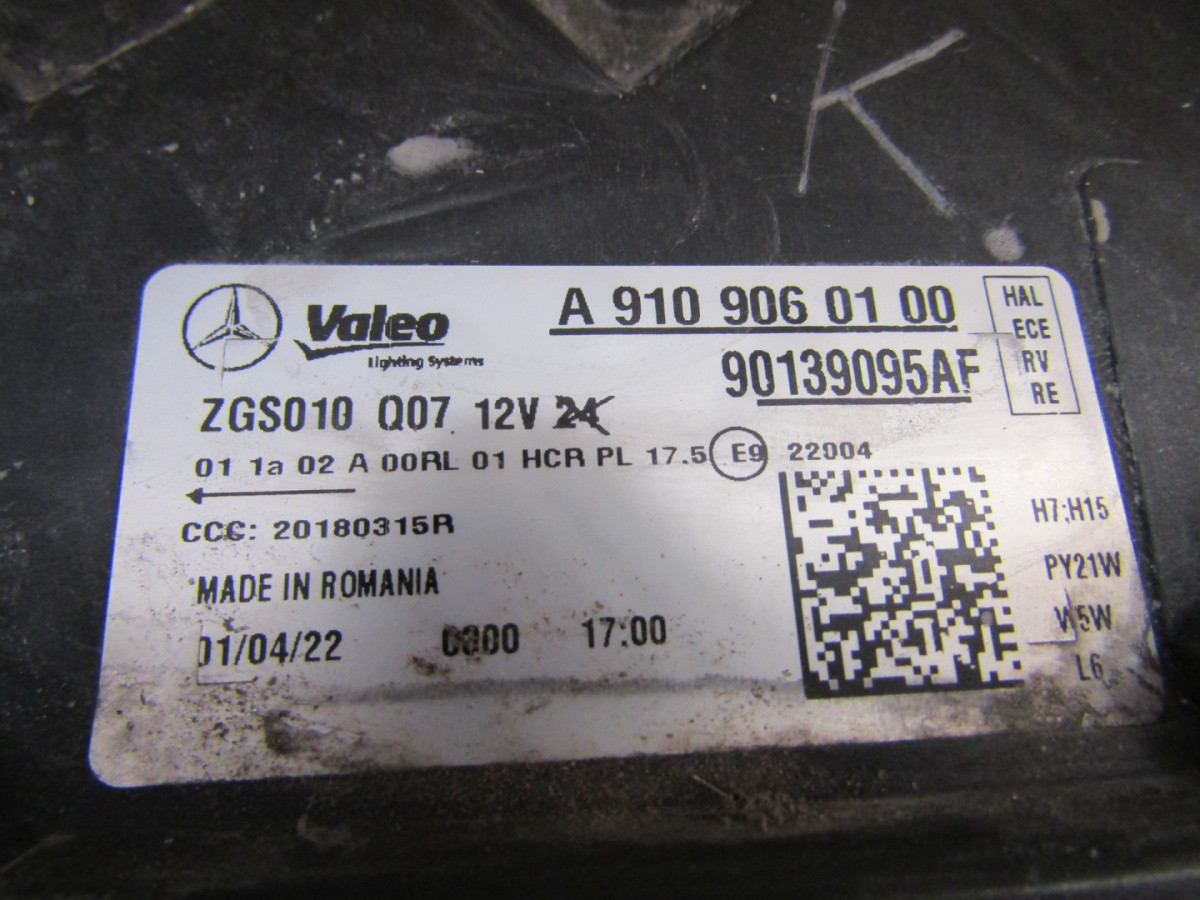 K
Valeo
Lighting Systems
A 910 906 01 00
90139095AF
HAL
ECE
RV
RE
ZGS010 Q07 12V 24
01 1a 02 A 00RL 01 HCR PL 17.5 E9 22004
CCC: 20180315R
MADE IN ROMANIA
01/04/22 0000 17:00
H7;H15
PY21W
W5W
L6